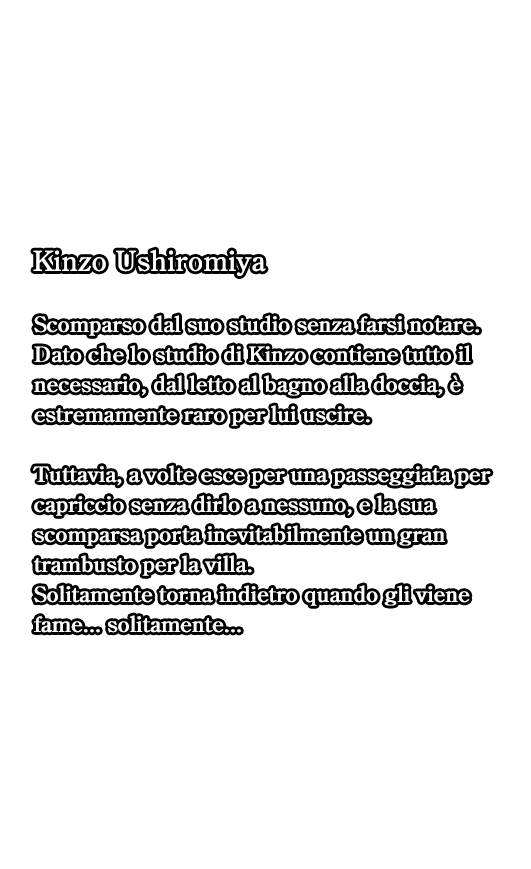 Kinzo Ushiromiya
Scomparso dal suo studio senza farsi notare.
Dato che lo studio di Kinzo contiene tutto il
necessario, dal letto al bagno alla doccia, è
estremamente raro per lui uscire.
Tuttavia, a volte esce per una passeggiata per
capriccio senza dirlo a nessuno, e la sua
scomparsa porta inevitabilmente un gran
trambusto per la villa.
Solitamente torna indietro quando gli viene
fame... solitamente...